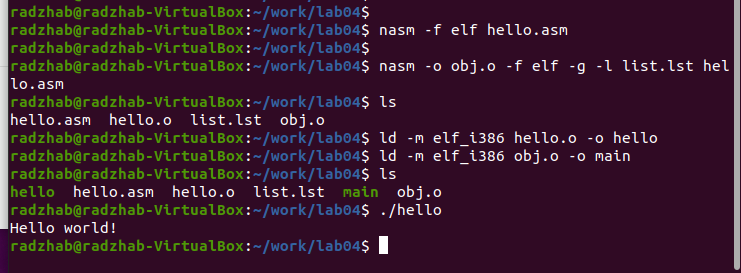 radzhab@radzhab-VirtualBox:~/work/lab04$
radzhab@radzhab-VirtualBox:~/work/lab04$ nasm -f elf hello.asm
radzhab@radzhab-VirtualBox:~/work/lab04$
radzhab@radzhab-VirtualBox:~/work/lab04$ nasm -o obj.o -f elf -g -l list.lst hel
lo.asm
radzhab@radzhab-VirtualBox:~/work/lab04$ ls
hello.asm  hello.o  list.lst  obj.o
radzhab@radzhab-VirtualBox:~/work/lab04$ ld -m elf_i386 hello.o -o hello
radzhab@radzhab-VirtualBox:~/work/lab04$ ld -m elf_i386 obj.o -o main
radzhab@radzhab-VirtualBox:~/work/lab04$ ls
hello  hello.asm  hello.o  list.lst  main  obj.o
radzhab@radzhab-VirtualBox:~/work/lab04$ ./hello
Hello world!
radzhab@radzhab-VirtualBox:~/work/lab04$